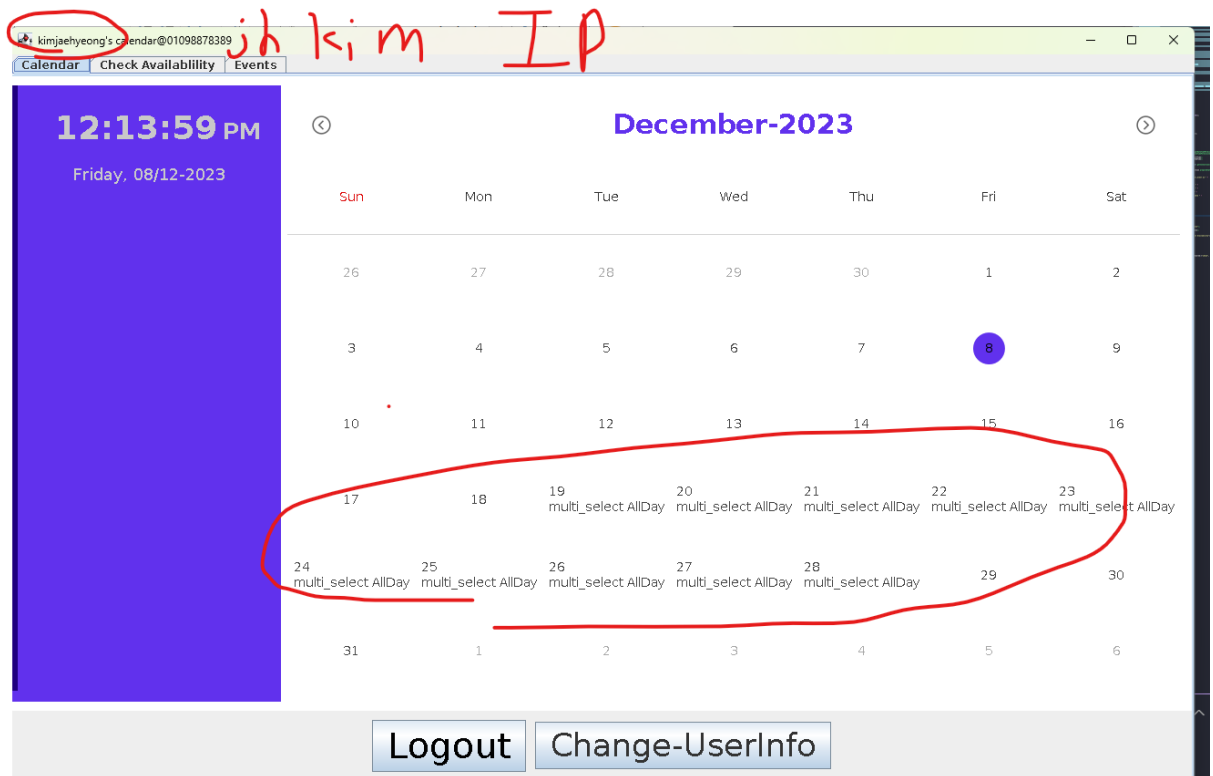 jh kim IP
kimjaehyeong's calendar@01098878389
Calendar Check Availablility Events
12:13:59 PM
Friday, 08/12-2023
December-2023
Sun Mon Tue Wed Thu Fri Sat
26 27 28 29 30 1 2
3 4 5 6 7 8 9
10 11 12 13 14 15 16
17 18 19 20 21 22 23
multi_select AllDay multi_select AllDay multi_select AllDay multi_select AllDay multi_select AllDay
24 25 26 27 28 29 30
multi_select AllDay multi_select AllDay multi_select AllDay multi_select AllDay multi_select AllDay
31 1 2 3 4 5 6
Logout Change-UserInfo